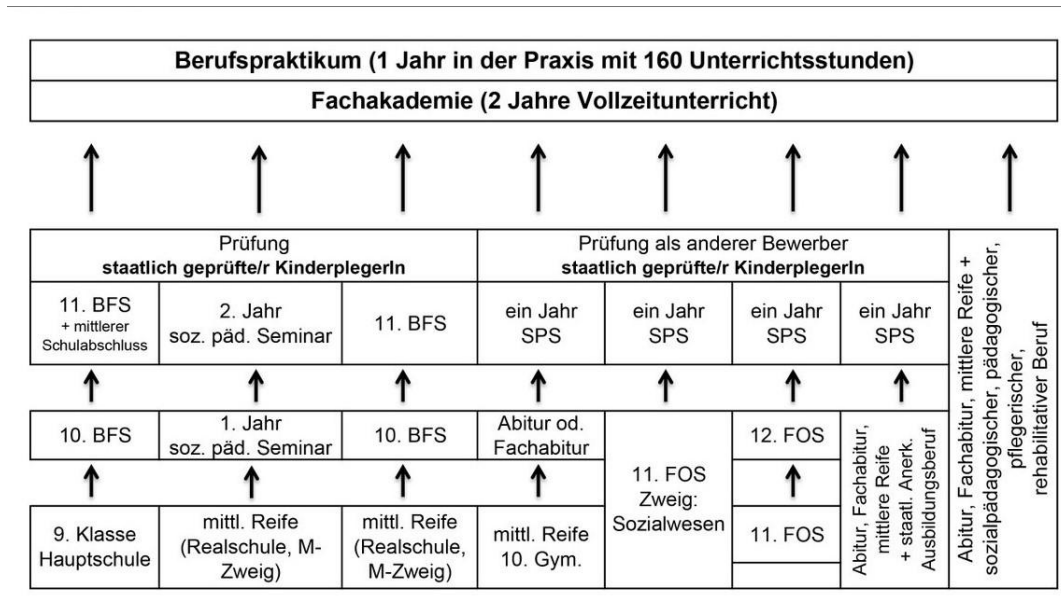 Berufspraktikum (1 Jahr in der Praxis mit 160 Unterrichtsstunden)
Fachakademie (2 Jahre Vollzeitunterricht)
Prüfung
staatlich geprüfte/r KinderplegerIn
Prüfung als anderer Bewerber
staatlich geprüfte/r KinderplegerIn
11. BFS
+ mittlerer
Schulabschluss
2. Jahr
soz. päd. Seminar
11. BFS
ein Jahr
SPS
ein Jahr
SPS
ein Jahr
SPS
ein Jahr
SPS
10. BFS
1. Jahr
soz. päd. Seminar
10. BFS
Abitur od.
Fachabitur
11. FOS
Zweig:
Sozialwesen
12. FOS
9. Klasse
Hauptschule
mittl. Reife
(Realschule, M-
Zweig)
mittl. Reife
(Realschule,
M-Zweig)
mittl. Reife
10. Gym.
11. FOS
Abitur, Fachabitur,
mittlere Reife
+ staatl. Anerk.
Ausbildungsberuf
Abitur, Fachabitur, mittlere Reife +
sozialpädagogischer, pädagogischer,
pflegerischer,
rehabilitativer Beruf